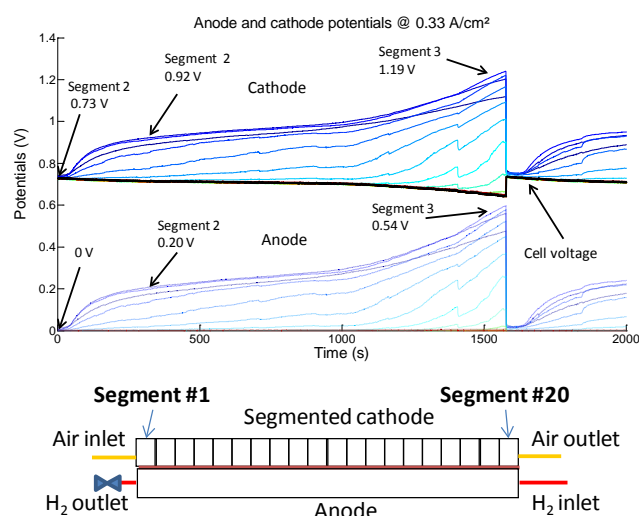 Anode and cathode potentials @ 0.33 A/cm²
Potentials (V)
1.4
1.2
1
0.8
0.6
0.4
0.2
0
Segment 2
0.73 V
Segment 2
0.92 V
Cathode
Segment 3
1.19 V
0 V
Segment 2
0.20 V
Anode
Segment 3
0.54 V
Cell voltage
0 500 1000 1500 2000
Time (s)
Segment #1 Segment #20
Segmented cathode
Air inlet Air outlet
H₂ outlet H₂ inlet
Anode